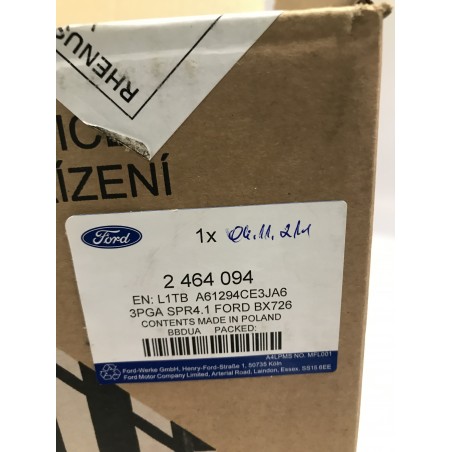 RHENUS
ŘÍZENÍ
Ford
1x 04.11.21
2 464 094
EN: L1TB A61294CE3JA6
3PGA SPR4.1 FORD BX726
CONTENTS MADE IN POLAND
BBDUA PACKED:
A4LPMS NO. MFL001
Ford-Werke GmbH, Henry-Ford-Straße 1, 50735 Köln
Ford Motor Company Limited, Arterial Road, Laindon, Essex, SS15 6EE